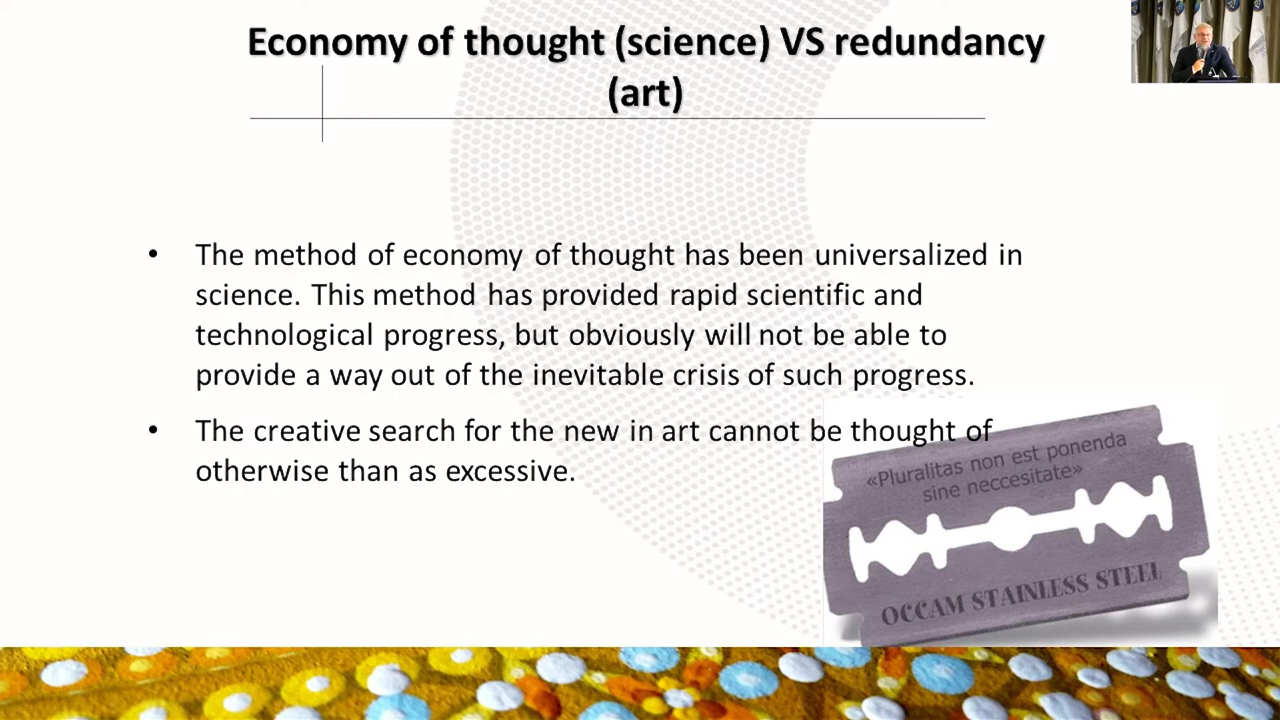 Economy of thought (science) VS redundancy
(art)
• The method of economy of thought has been universalized in
science. This method has provided rapid scientific and
technological progress, but obviously will not be able to
provide a way out of the inevitable crisis of such progress.
• The creative search for the new in art cannot be thought of
otherwise than as excessive.
«Pluralitas non est ponenda
sine neccesitate»
OCCAM STAINLESS STEEL